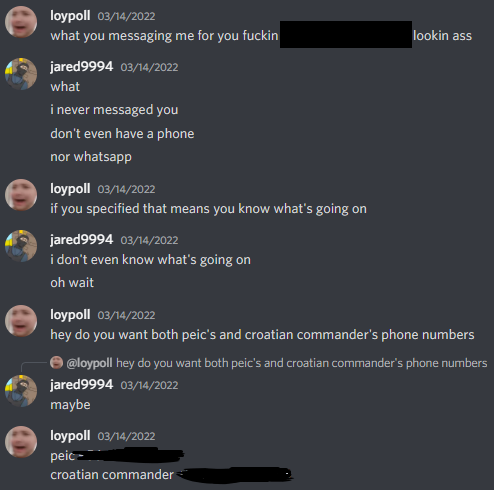 loypoll 03/14/2022
what you messaging me for you fuckin lookin ass
jared9994 03/14/2022
what
i never messaged you
don't even have a phone
nor whatsapp
loypoll 03/14/2022
if you specified that means you know what's going on
jared9994 03/14/2022
i don't even know what's going on
oh wait
loypoll 03/14/2022
hey do you want both peic's and croatian commander's phone numbers
@loypoll hey do you want both peic's and croatian commander's phone numbers
jared9994 03/14/2022
maybe
loypoll 03/14/2022
peic
croatian commander